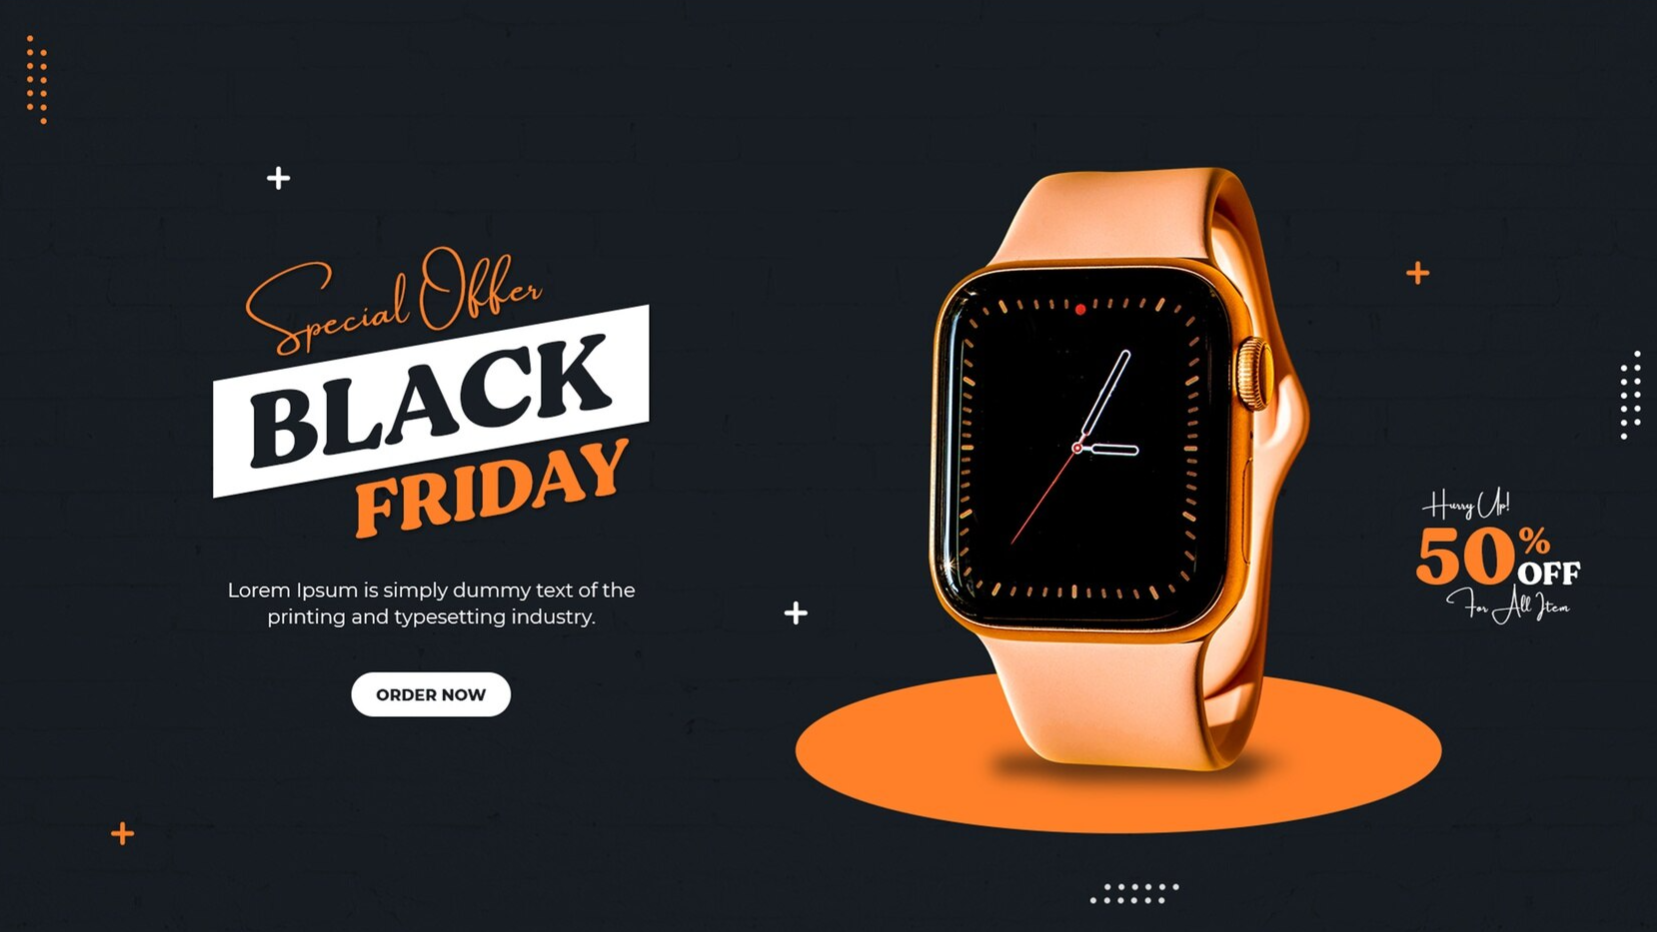 Special Offer
BLACK
FRIDAY
Lorem Ipsum is simply dummy text of the
printing and typesetting industry.
ORDER NOW
Hurry Up!
50%
OFF
For All Item